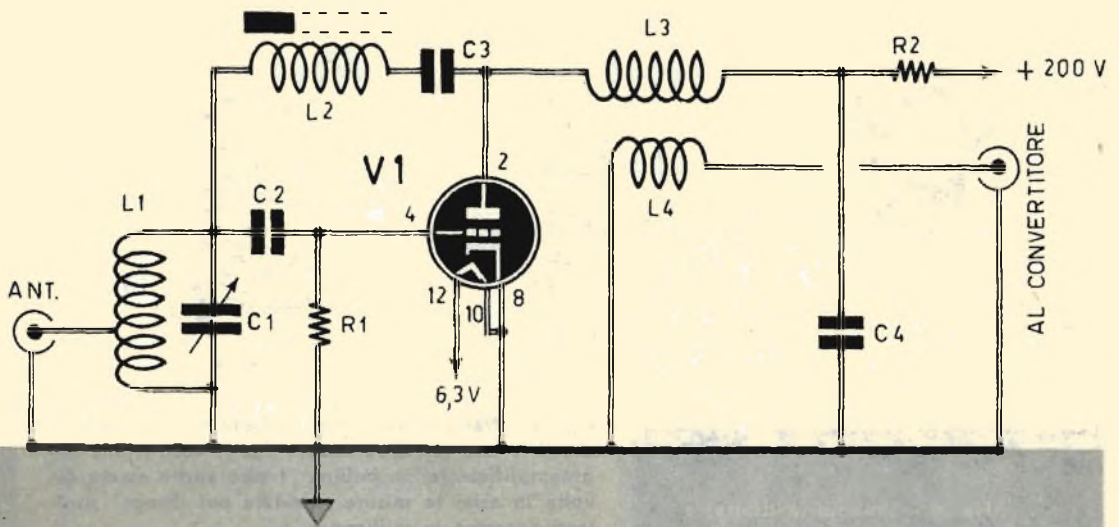 C3
L3
R2
+ 200 V
L2
V1
2
L4
AL CONVERTITORE
L1
C2
4
ANT.
C1
R1
12
10
8
C4
6,3 V